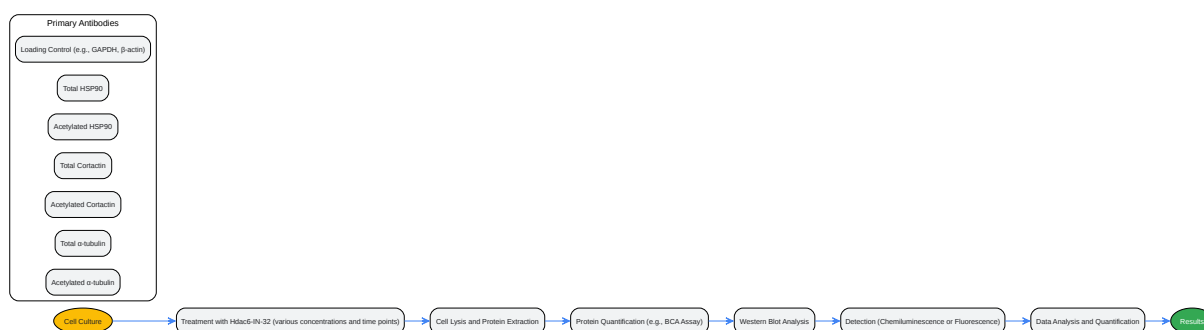 Primary Antibodies
Loading Control (e.g., GAPDH, β-actin)
Total HSP90
Acetylated HSP90
Total Cortactin
Acetylated Cortactin
Total α-tubulin
Acetylated α-tubulin
Cell Culture
Treatment with Hdac6-IN-32 (various concentrations and time points)
Cell Lysis and Protein Extraction
Protein Quantification (e.g., BCA Assay)
Western Blot Analysis
Detection (Chemiluminescence or Fluorescence)
Data Analysis and Quantification
Results